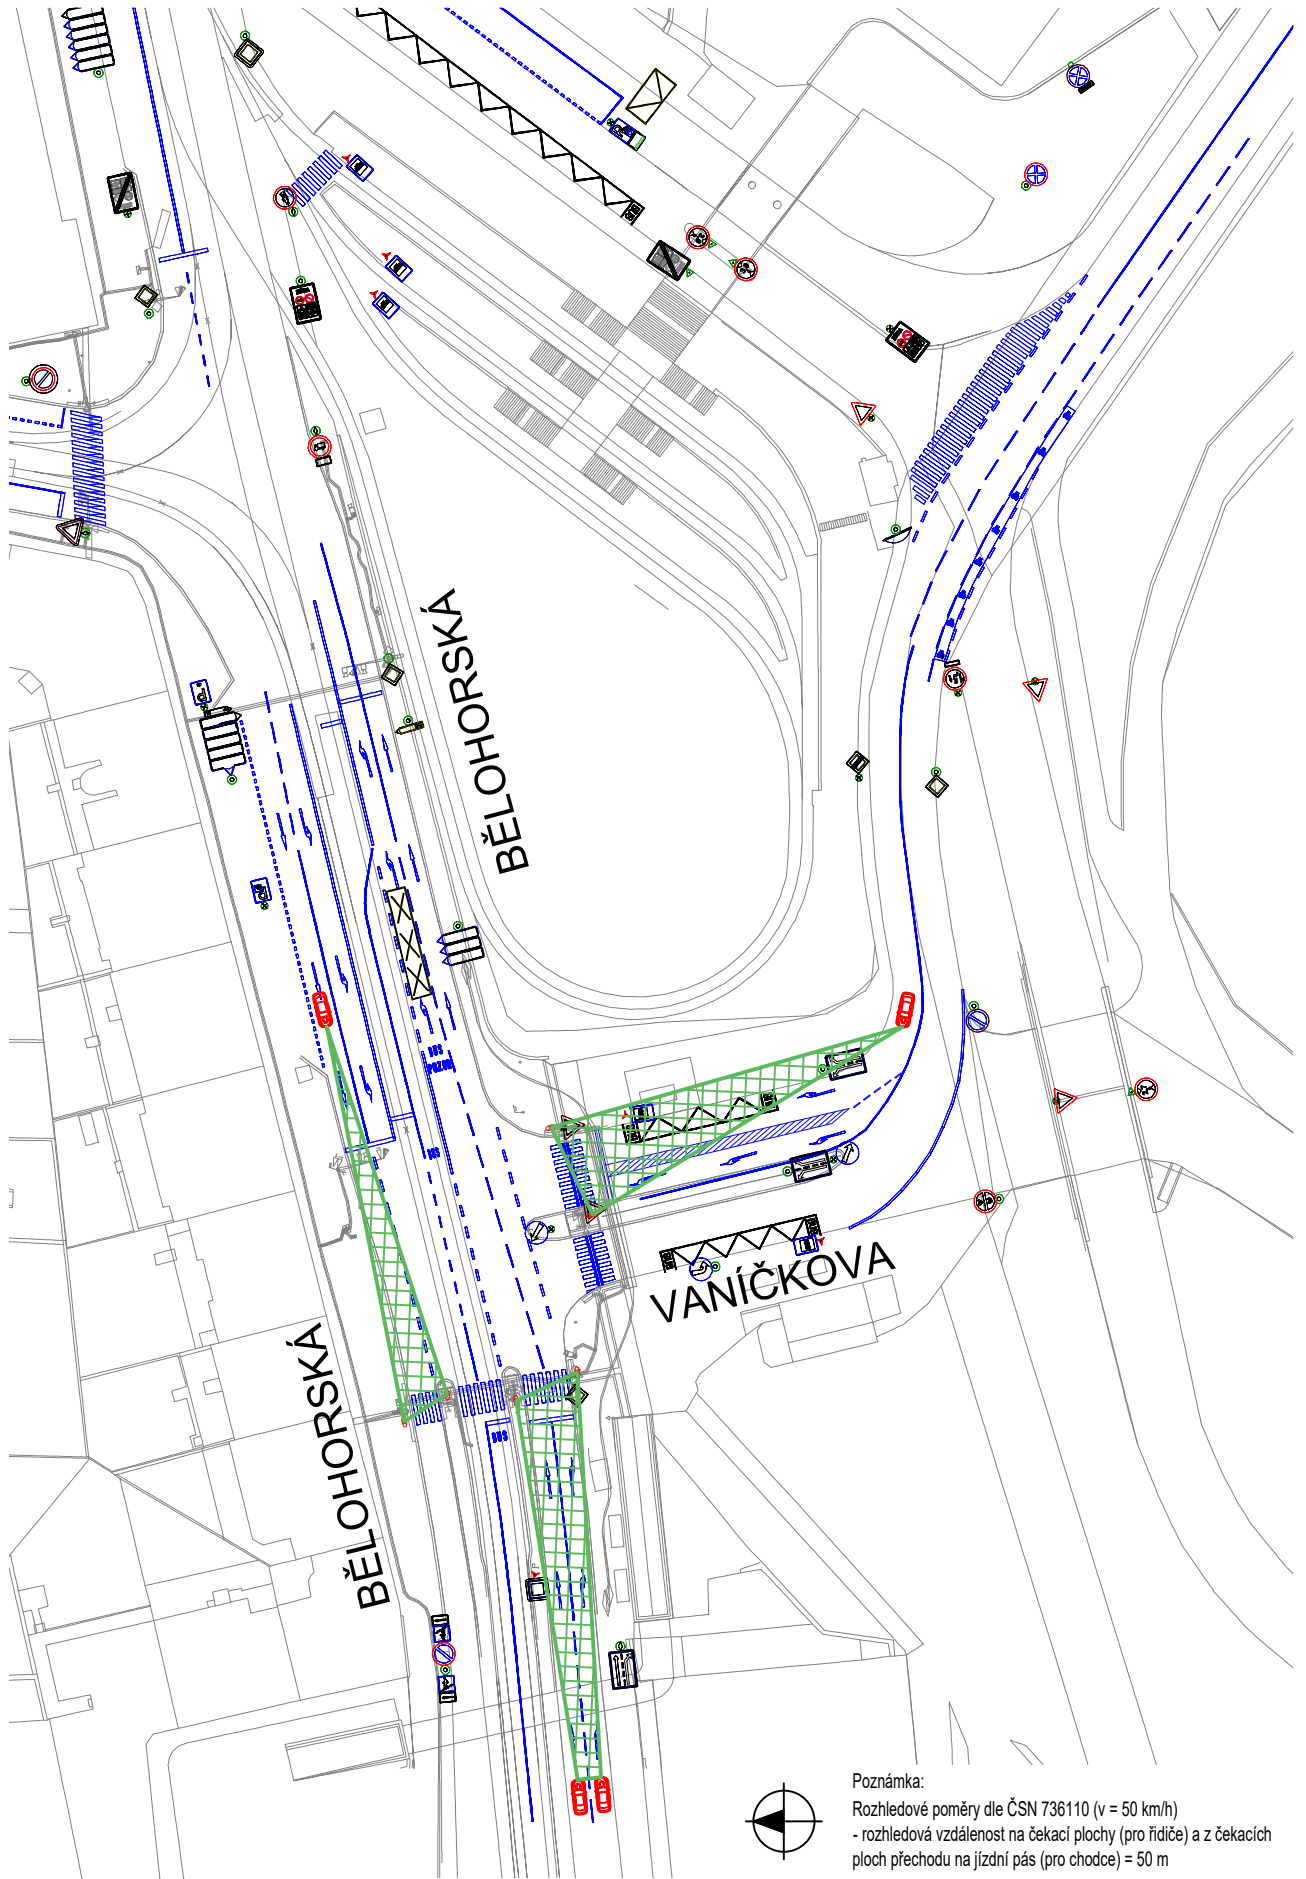 BĚLOHORSKÁ
VANÍČKOVA
BĚLOHORSKÁ
Poznámka:
Rozhledové poměry dle ČSN 736110 (v = 50 km/h)
- rozhledová vzdálenost na čekací plochy (pro řidiče) a z čekacích
ploch přechodu na jízdní pás (pro chodce) = 50 m